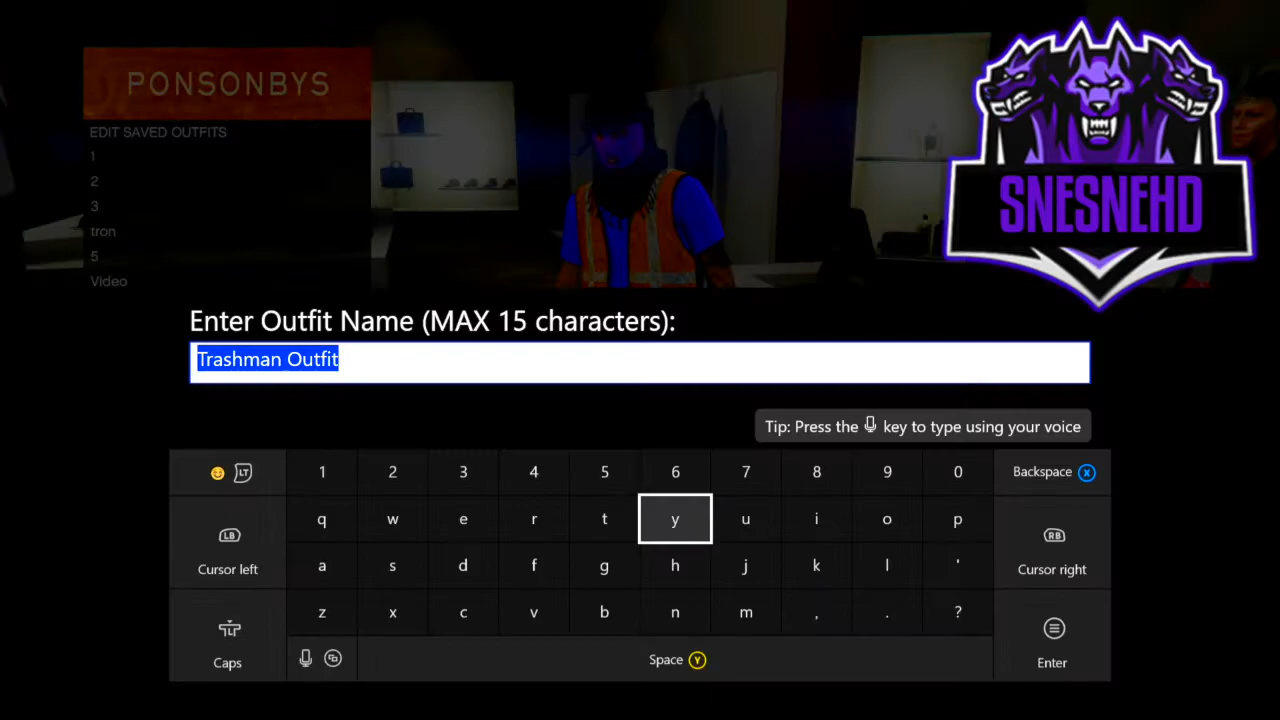 PONSONBYS
EDIT SAVED OUTFITS
1
2
3
tron
5
Video
SNESNEHD
Enter Outfit Name (MAX 15 characters):
Trashman Outfit
Tip: Press the key to type using your voice
LT 1 2 3 4 5 6 7 8 9 0 Backspace X
LB q w e r t y u i o p RB
Cursor left a s d f g h j k l ' Cursor right
z x c v b n m , . ?
Caps Space Y Enter